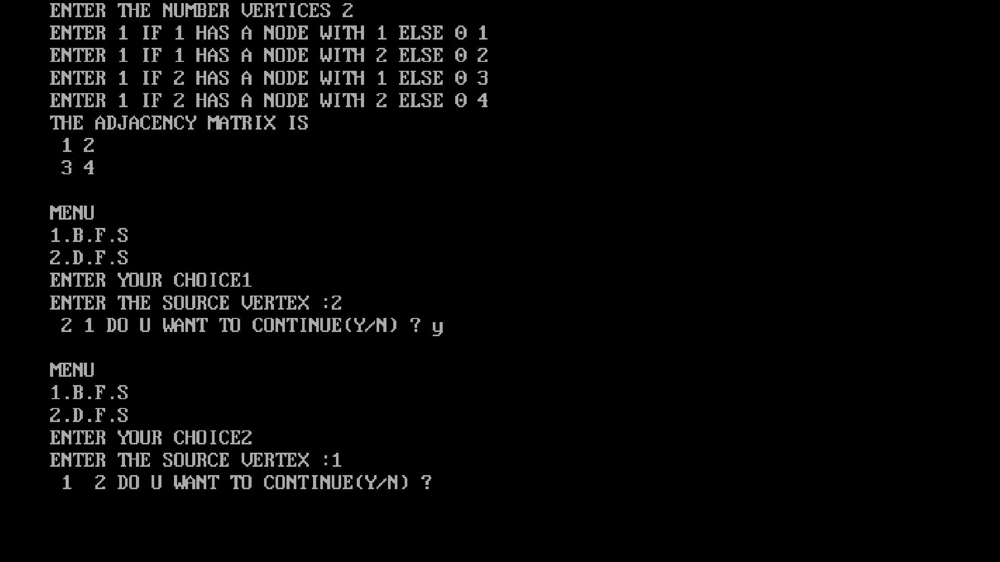 ENTER THE NUMBER VERTICES 2
ENTER 1 IF 1 HAS A NODE WITH 1 ELSE 0 1
ENTER 1 IF 1 HAS A NODE WITH 2 ELSE 0 2
ENTER 1 IF 2 HAS A NODE WITH 1 ELSE 0 3
ENTER 1 IF 2 HAS A NODE WITH 2 ELSE 0 4
THE ADJACENCY MATRIX IS
1 2
3 4
MENU
1.B.F.S
2.D.F.S
ENTER YOUR CHOICE1
ENTER THE SOURCE VERTEX :2
2 1 DO U WANT TO CONTINUE(Y/N) ? y
MENU
1.B.F.S
2.D.F.S
ENTER YOUR CHOICE2
ENTER THE SOURCE VERTEX :1
1  2 DO U WANT TO CONTINUE(Y/N) ?